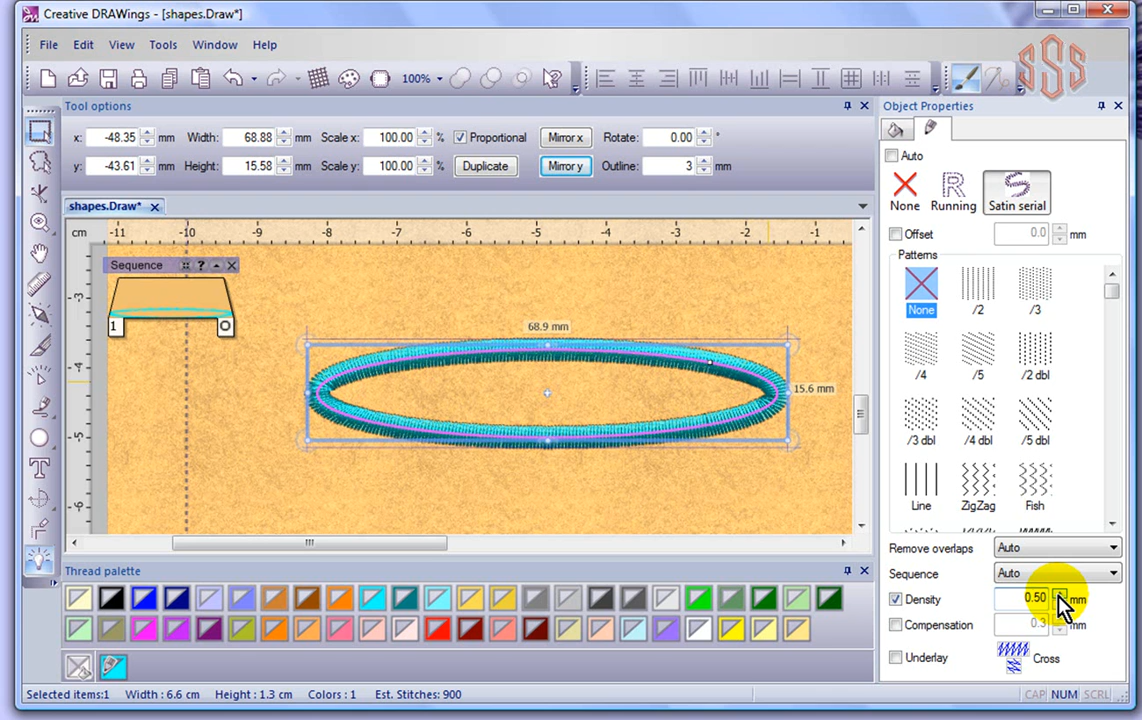 Creative DRAWings - [shapes.Draw*]
File Edit View Tools Window Help
100%
SSS
Tool options
Object Properties
x: -48.35 mm Width: 68.88 mm Scale x: 100.00 % Proportional Mirror x Rotate: 0.00 °
y: -43.61 mm Height: 15.58 mm Scale y: 100.00 % Duplicate Mirror y Outline: 3 mm
Auto
None R Running S Satin serial
shapes.Draw*
cm -11 -10 -9 -8 -7 -6 -5 -4 -3 -2 -1
Offset 0.0 mm
Patterns
Sequence ?
1 O
-3
-4
-5
-6
68.9 mm
15.6 mm
None /2 /3
/4 /5 /2 dbl
/3 dbl /4 dbl /5 dbl
Line ZigZag Fish
Remove overlaps Auto
Sequence Auto
Density 0.50 mm
Compensation 0.3 mm
Underlay Cross
Thread palette
T
Selected items:1 Width : 6.6 cm Height : 1.3 cm Colors : 1 Est. Stitches: 900
CAP NUM SCRL